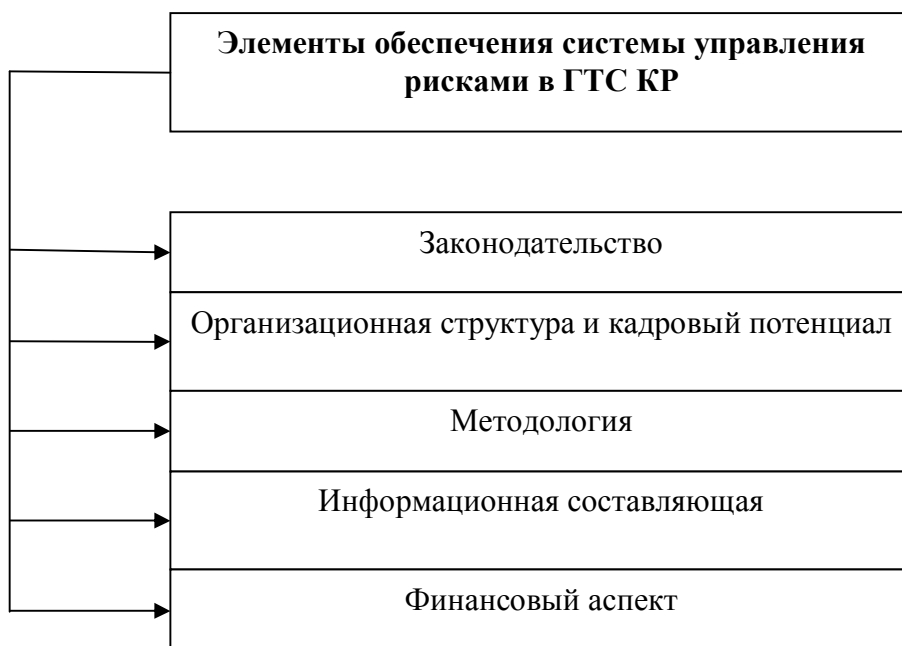 Элементы обеспечения системы управления
рисками в ГТС КР
Законодательство
Организационная структура и кадровый потенциал
Методология
Информационная составляющая
Финансовый аспект